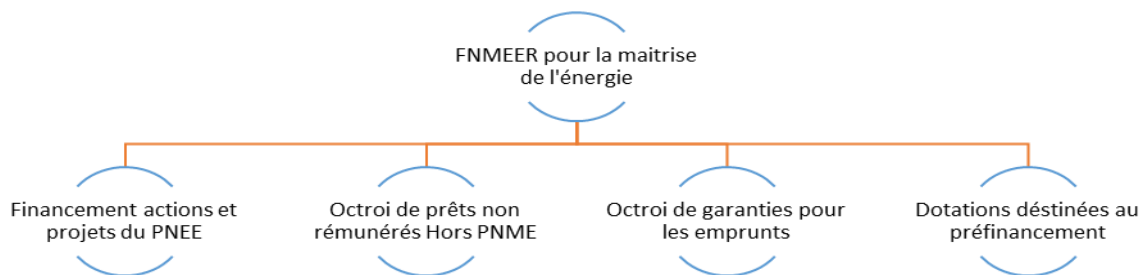 FNMEER pour la maitrise
de l'énergie
Financement actions et
projets du PNEE
Octroi de prêts non
rémunérés Hors PNME
Octroi de garanties pour
les emprunts
Dotations déstinées au
préfinancement